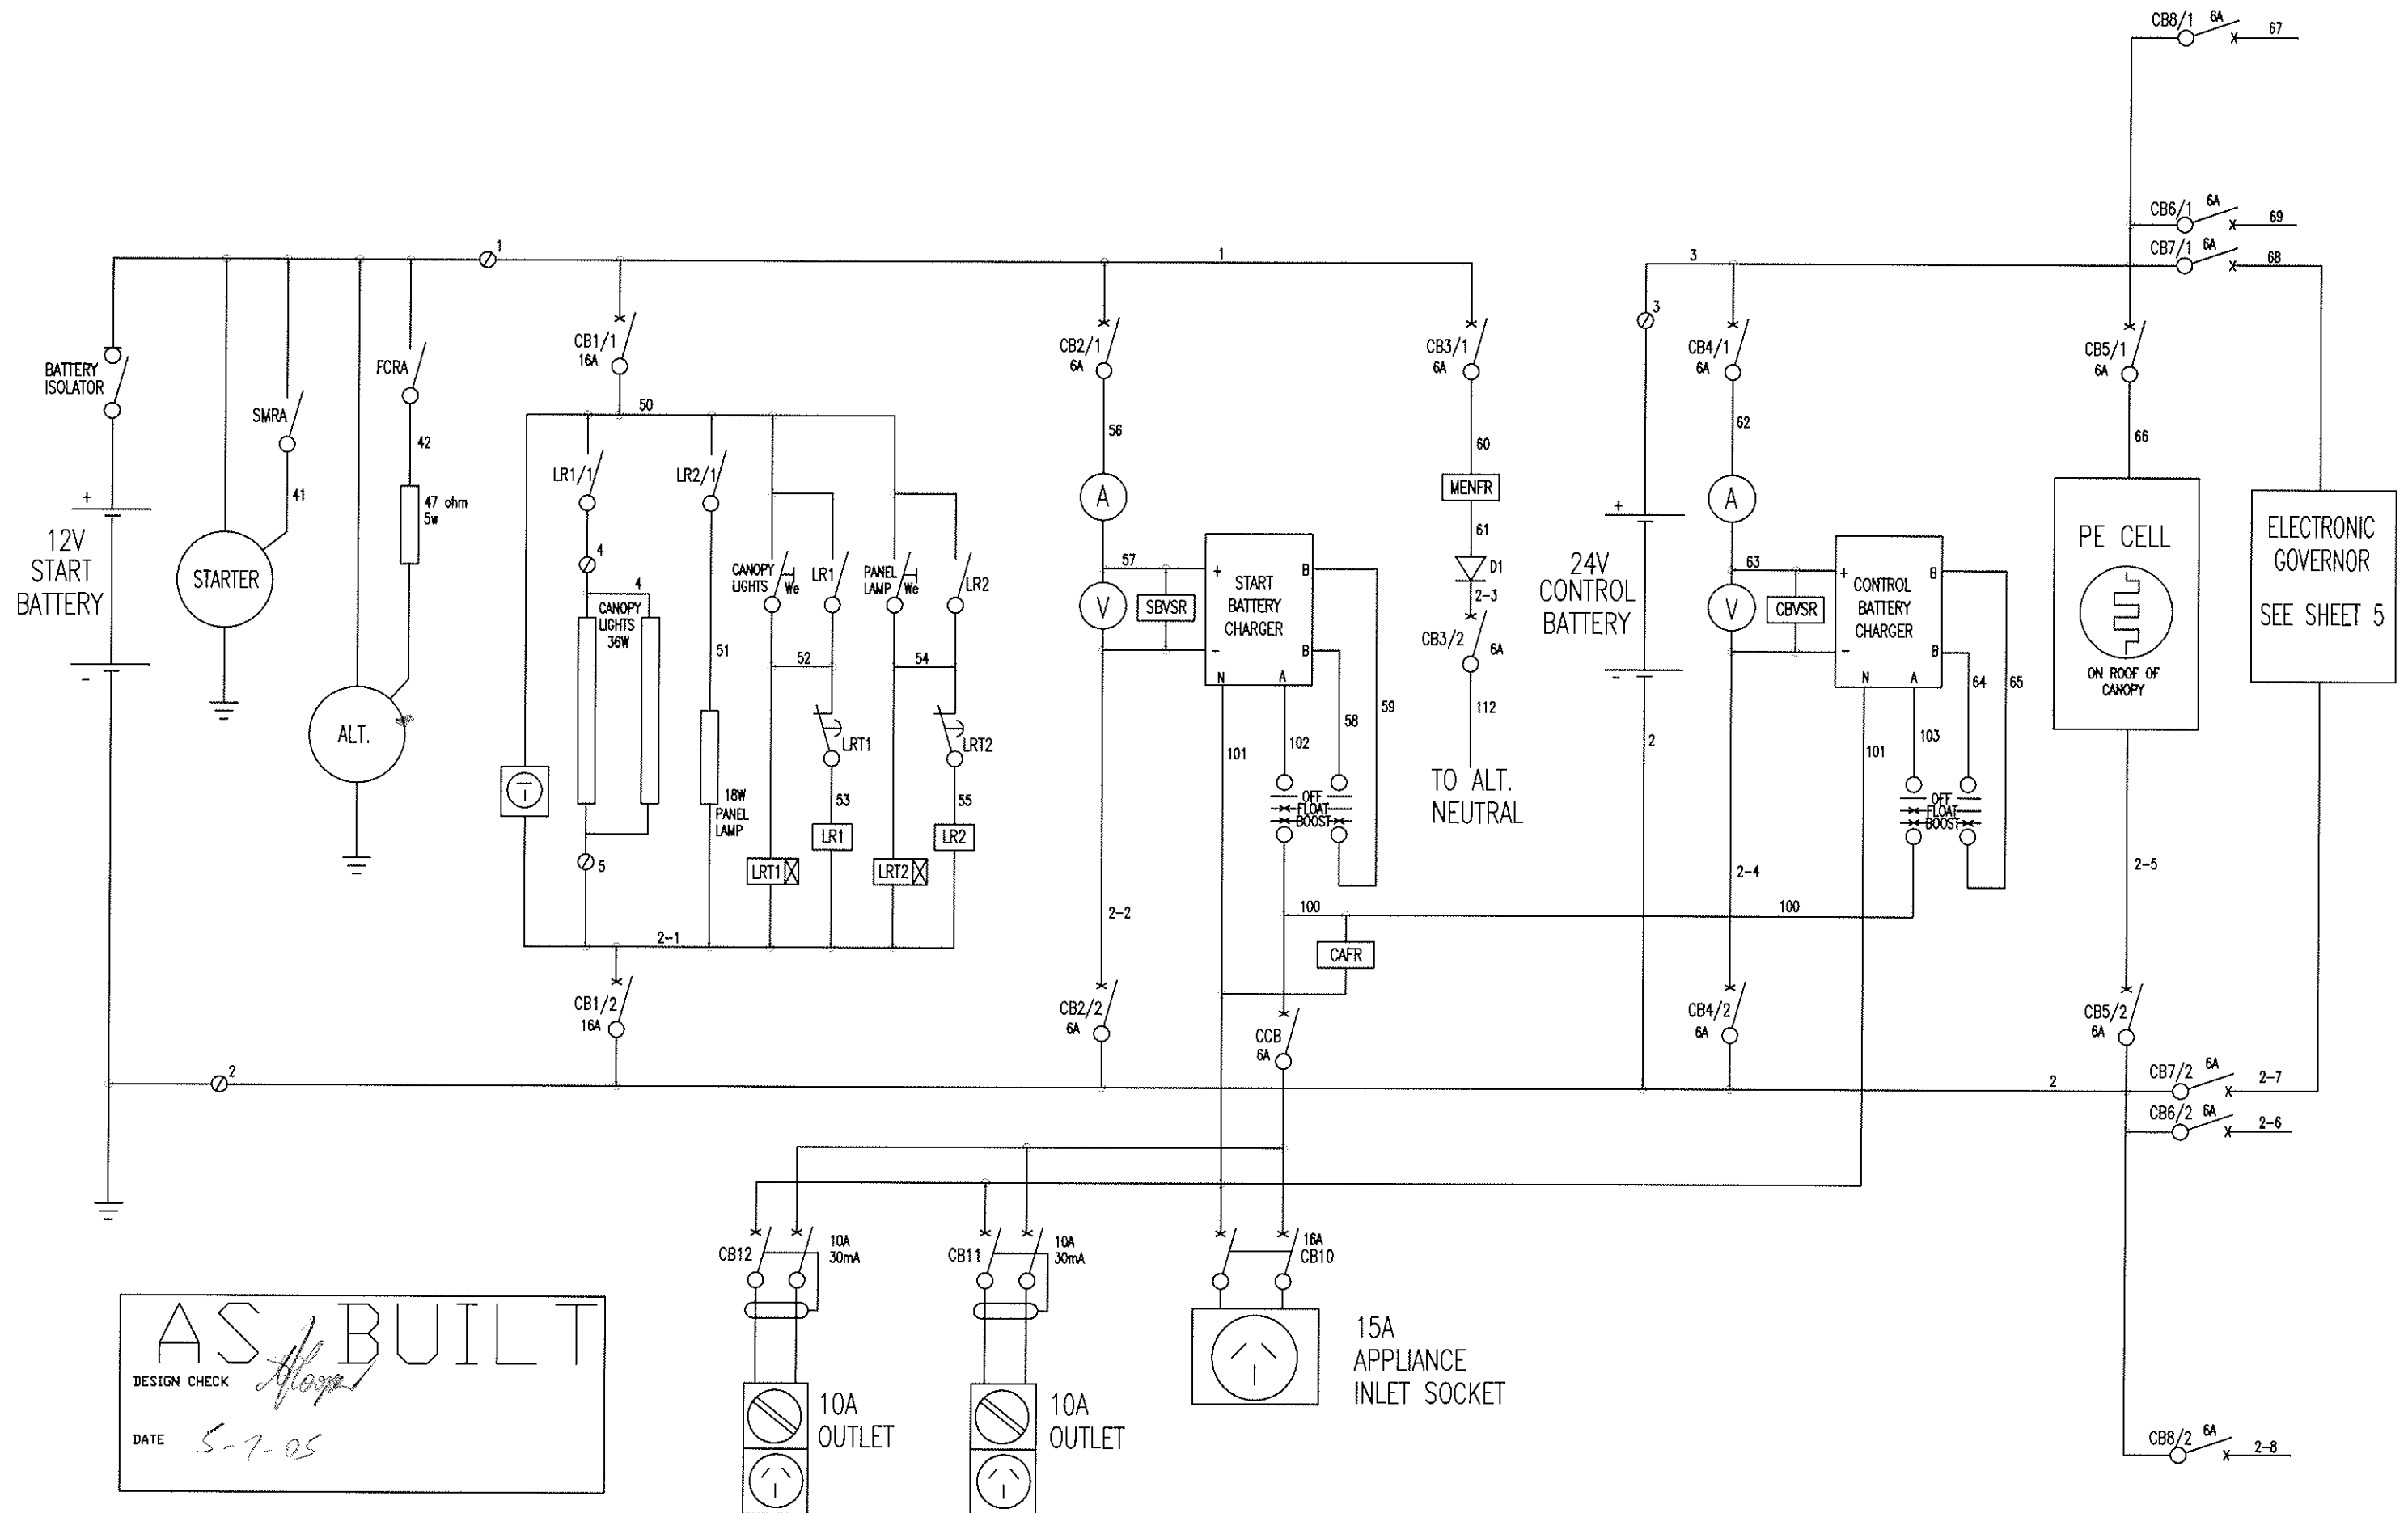 CB8/1 6A 67
CB6/1 6A 69
CB7/1 6A 68
1
1
3
3
BATTERY
ISOLATOR
+
12V
START
BATTERY
-
STARTER
SMRA
41
FCRA
42
47 ohm
5w
ALT.
CB1/1
16A
50
LR1/1
4
4
CANOPY
LIGHTS
36W
5
LR2/1
51
18W
PANEL
LAMP
CANOPY
LIGHTS
We
LR1
52
LRT1
53
LR1
LRT1
PANEL
LAMP
We
LR2
54
LRT2
55
LR2
LRT2
2-1
CB1/2
16A
2
CB2/1
6A
56
A
57
V
SBVSR
+ START B
BATTERY
CHARGER
- B
N A
101
102
58
59
OFF
FLOAT
BOOST
2-2
CB2/2
6A
100
CAFR
CCB
6A
CB3/1
6A
60
MENFR
61
D1
2-3
CB3/2
6A
112
TO ALT.
NEUTRAL
+
24V
CONTROL
BATTERY
-
2
CB4/1
6A
62
A
63
V
CBVSR
+ CONTROL B
BATTERY
CHARGER
- B
N A
101
103
64
65
OFF
FLOAT
BOOST
2-4
100
CB4/2
6A
CB5/1
6A
66
PE CELL
ON ROOF OF
CANOPY
2-5
CB5/2
6A
ELECTRONIC
GOVERNOR
SEE SHEET 5
2
CB7/2 6A 2-7
CB6/2 6A 2-6
CB8/2 6A 2-8
CB12
10A
30mA
CB11
10A
30mA
16A
CB10
10A
OUTLET
10A
OUTLET
15A
APPLIANCE
INLET SOCKET
AS BUILT
DESIGN CHECK
DATE 5-7-05